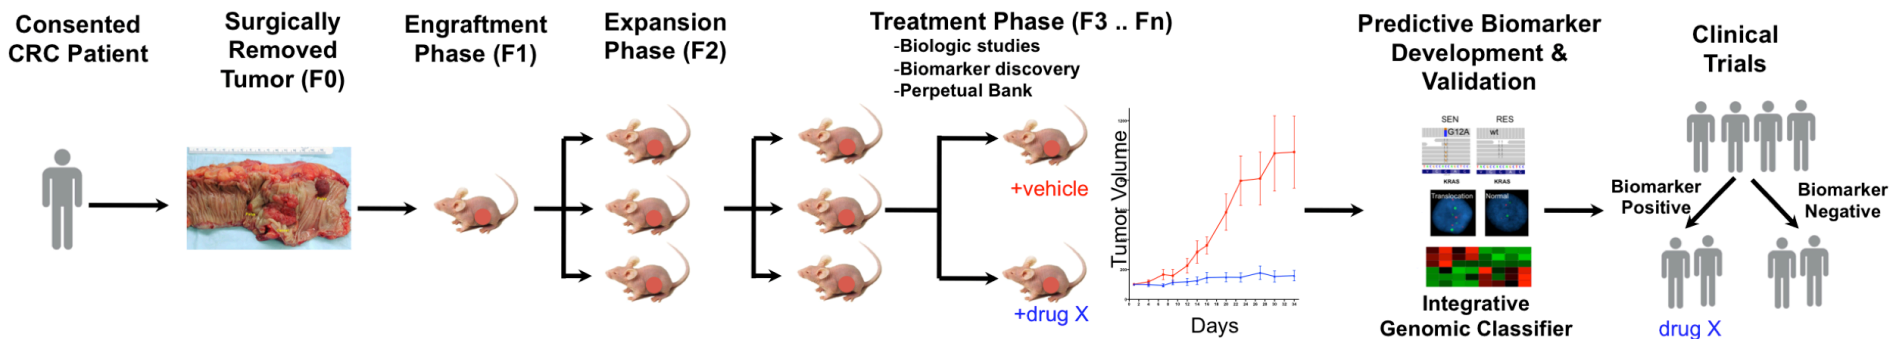 Consented
CRC Patient
Surgically
Removed
Tumor (F0)
Engraftment
Phase (F1)
Expansion
Phase (F2)
Treatment Phase (F3 .. Fn)
-Biologic studies
-Biomarker discovery
-Perpetual Bank
+vehicle
+drug X
Tumor Volume
Days
Predictive Biomarker
Development &
Validation
SEN
RES
G12A
wt
KRAS
KRAS
Translocation
Normal
Integrative
Genomic Classifier
Clinical
Trials
Biomarker
Positive
Biomarker
Negative
drug X